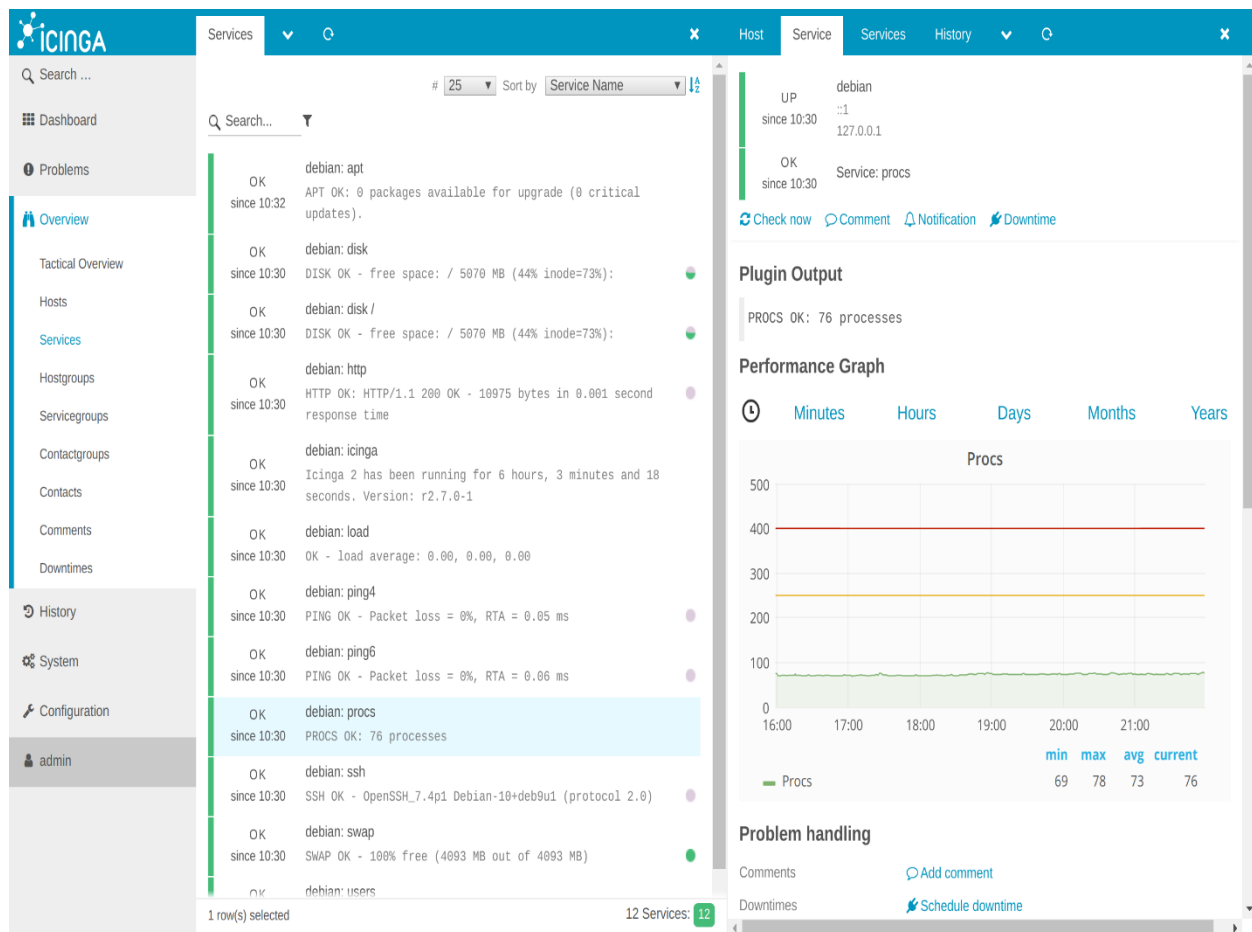 icinga
Search ...
Dashboard
Problems
Overview
Tactical Overview
Hosts
Services
Hostgroups
Servicegroups
Contactgroups
Contacts
Comments
Downtimes
History
System
Configuration
admin
Services
# 25 Sort by Service Name
Search...
OK debian: apt
since 10:32 APT OK: 0 packages available for upgrade (0 critical
updates).
OK debian: disk
since 10:30 DISK OK - free space: / 5070 MB (44% inode=73%):
OK debian: disk /
since 10:30 DISK OK - free space: / 5070 MB (44% inode=73%):
OK debian: http
since 10:30 HTTP OK: HTTP/1.1 200 OK - 10975 bytes in 0.001 second
response time
OK debian: icinga
since 10:30 Icinga 2 has been running for 6 hours, 3 minutes and 18
seconds. Version: r2.7.0-1
OK debian: load
since 10:30 OK - load average: 0.00, 0.00, 0.00
OK debian: ping4
since 10:30 PING OK - Packet loss = 0%, RTA = 0.05 ms
OK debian: ping6
since 10:30 PING OK - Packet loss = 0%, RTA = 0.06 ms
OK debian: procs
since 10:30 PROCS OK: 76 processes
OK debian: ssh
since 10:30 SSH OK - OpenSSH_7.4p1 Debian-10+deb9u1 (protocol 2.0)
OK debian: swap
since 10:30 SWAP OK - 100% free (4093 MB out of 4093 MB)
OK debian: users
1 row(s) selected 12 Services: 12
Host Service Services History
UP debian
since 10:30 ::1
127.0.0.1
OK Service: procs
since 10:30
Check now Comment Notification Downtime
Plugin Output
PROCS OK: 76 processes
Performance Graph
Minutes Hours Days Months Years
Procs
500
400
300
200
100
0
16:00 17:00 18:00 19:00 20:00 21:00
min max avg current
Procs 69 78 73 76
Problem handling
Comments Add comment
Downtimes Schedule downtime